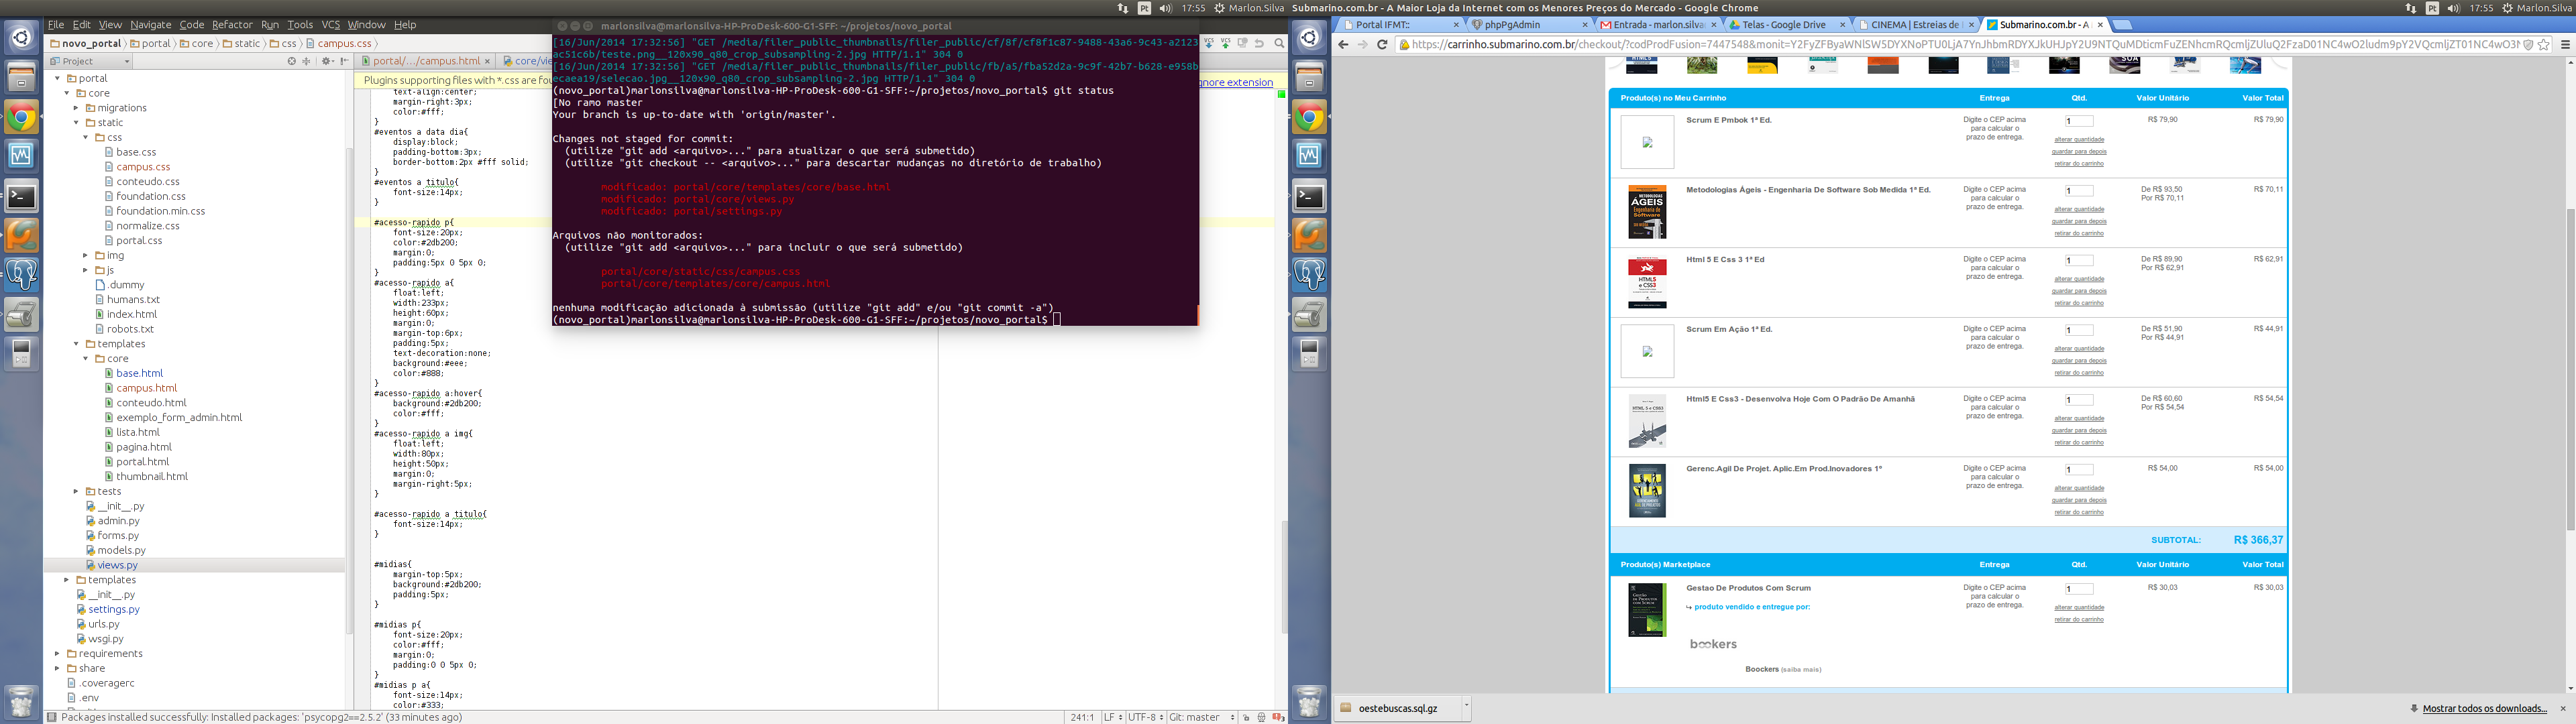 17:55 Marlon.Silva
Submarino.com.br - A Maior Loja da Internet com os Menores Preços do Mercado - Google Chrome
Pt 17:55 Marlon.Silva
File Edit View Navigate Code Refactor Run Tools VCS Window Help
novo_portal portal core static css campus.css
Project
portal
core
migrations
static
css
base.css
campus.css
conteudo.css
foundation.css
foundation.min.css
normalize.css
portal.css
img
js
.dummy
humans.txt
index.html
robots.txt
templates
core
base.html
campus.html
conteudo.html
exemplo_form_admin.html
lista.html
pagina.html
portal.html
thumbnail.html
tests
__init__.py
admin.py
forms.py
models.py
views.py
templates
__init__.py
settings.py
urls.py
wsgi.py
requirements
share
.coveragerc
.env
portal/.../campus.html
core/vie
Plugins supporting files with *.css are foun
gnore extension
text-align:center;
margin-right:3px;
color:#fff;
}
#eventos a data dia{
display:block;
padding-bottom:3px;
border-bottom:2px #fff solid;
}
#eventos a titulo{
font-size:14px;
}
#acesso-rapido p{
font-size:20px;
color:#2db200;
margin:0;
padding:5px 0 5px 0;
}
#acesso-rapido a{
float:left;
width:233px;
height:60px;
margin:0;
margin-top:6px;
padding:5px;
text-decoration:none;
background:#eee;
color:#888;
}
#acesso-rapido a:hover{
background:#2db200;
color:#fff;
}
#acesso-rapido a img{
float:left;
width:80px;
height:50px;
margin:0;
margin-right:5px;
}
#acesso-rapido a titulo{
font-size:14px;
}
#midias{
margin-top:5px;
background:#2db200;
padding:5px;
}
#midias p{
font-size:20px;
color:#fff;
margin:0;
padding:0 0 5px 0;
}
#midias p a{
font-size:14px;
color:#333;
Packages installed successfully: Installed packages: 'psycopg2==2.5.2' (33 minutes ago)
241:1 LF UTF-8 Git: master
marlonsilva@marlonsilva-HP-ProDesk-600-G1-SFF: ~/projetos/novo_portal
[16/Jun/2014 17:32:56] "GET /media/filer_public_thumbnails/filer_public/cf/8f/cf8f1c87-9488-43a6-9c43-a2123
ac51c6b/teste.png__120x90_q80_crop_subsampling-2.jpg HTTP/1.1" 304 0
[16/Jun/2014 17:32:56] "GET /media/filer_public_thumbnails/filer_public/fb/a5/fba52d2a-9c9f-42b7-b628-e958b
ecaea19/selecao.jpg__120x90_q80_crop_subsampling-2.jpg HTTP/1.1" 304 0
(novo_portal)marlonsilva@marlonsilva-HP-ProDesk-600-G1-SFF:~/projetos/novo_portal$ git status
[No ramo master
Your branch is up-to-date with 'origin/master'.
Changes not staged for commit:
(utilize "git add <arquivo>..." para atualizar o que será submetido)
(utilize "git checkout -- <arquivo>..." para descartar mudanças no diretório de trabalho)
modificado: portal/core/templates/core/base.html
modificado: portal/core/views.py
modificado: portal/settings.py
Arquivos não monitorados:
(utilize "git add <arquivo>..." para incluir o que será submetido)
portal/core/static/css/campus.css
portal/core/templates/core/campus.html
nenhuma modificação adicionada à submissão (utilize "git add" e/ou "git commit -a")
(novo_portal)marlonsilva@marlonsilva-HP-ProDesk-600-G1-SFF:~/projetos/novo_portal$
Portal IFMT:: phpPgAdmin Entrada - marlon.silva Telas - Google Drive CINEMA | Estreias de Submarino.com.br - A
Produto(s) no Meu Carrinho Entrega Qtd. Valor Unitário Valor Total
Scrum E Pmbok 1ª Ed. Digite o CEP acima para calcular o prazo de entrega. 1 R$ 79,90 R$ 79,90
alterar quantidade
guardar para depois
retirar do carrinho
Metodologias Ágeis - Engenharia De Software Sob Medida 1ª Ed. Digite o CEP acima para calcular o prazo de entrega. 1 De R$ 93,50 Por R$ 70,11 R$ 70,11
alterar quantidade
guardar para depois
retirar do carrinho
Html 5 E Css 3 1ª Ed Digite o CEP acima para calcular o prazo de entrega. 1 De R$ 89,90 Por R$ 62,91 R$ 62,91
alterar quantidade
guardar para depois
retirar do carrinho
Scrum Em Ação 1ª Ed. Digite o CEP acima para calcular o prazo de entrega. 1 De R$ 51,90 Por R$ 44,91 R$ 44,91
alterar quantidade
guardar para depois
retirar do carrinho
Html5 E Css3 - Desenvolva Hoje Com O Padrão De Amanhã Digite o CEP acima para calcular o prazo de entrega. 1 De R$ 60,60 Por R$ 54,54 R$ 54,54
alterar quantidade
guardar para depois
retirar do carrinho
Gerenc.Agil De Projet. Aplic.Em Prod.Inovadores 1ª Digite o CEP acima para calcular o prazo de entrega. 1 R$ 54,00 R$ 54,00
alterar quantidade
guardar para depois
retirar do carrinho
SUBTOTAL: R$ 366,37
Produto(s) Marketplace Entrega Qtd. Valor Unitário Valor Total
Gestao De Produtos Com Scrum Digite o CEP acima para calcular o prazo de entrega. 1 R$ 30,03 R$ 30,03
produto vendido e entregue por:
alterar quantidade
retirar do carrinho
boockers
Boockers (saiba mais)
oestebuscas.sql.gz
Mostrar todos os downloads...